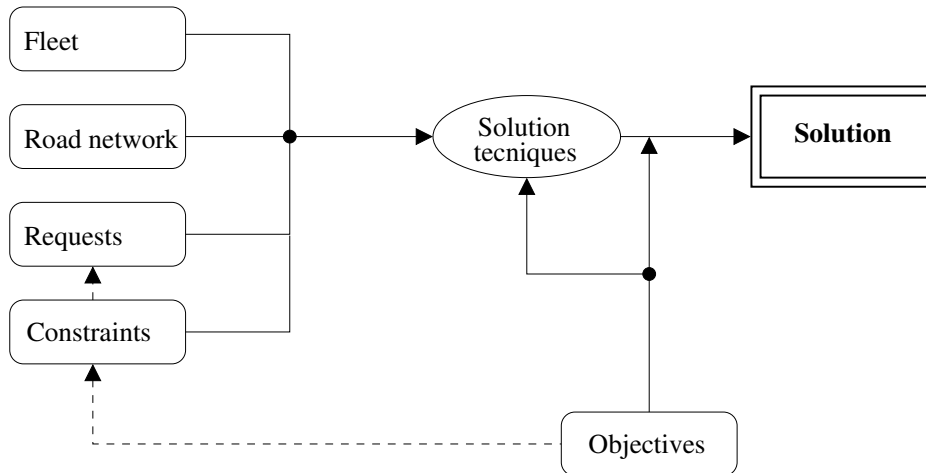 Fleet
Road network
Requests
Constraints
Solution
tecniques
Solution
Objectives